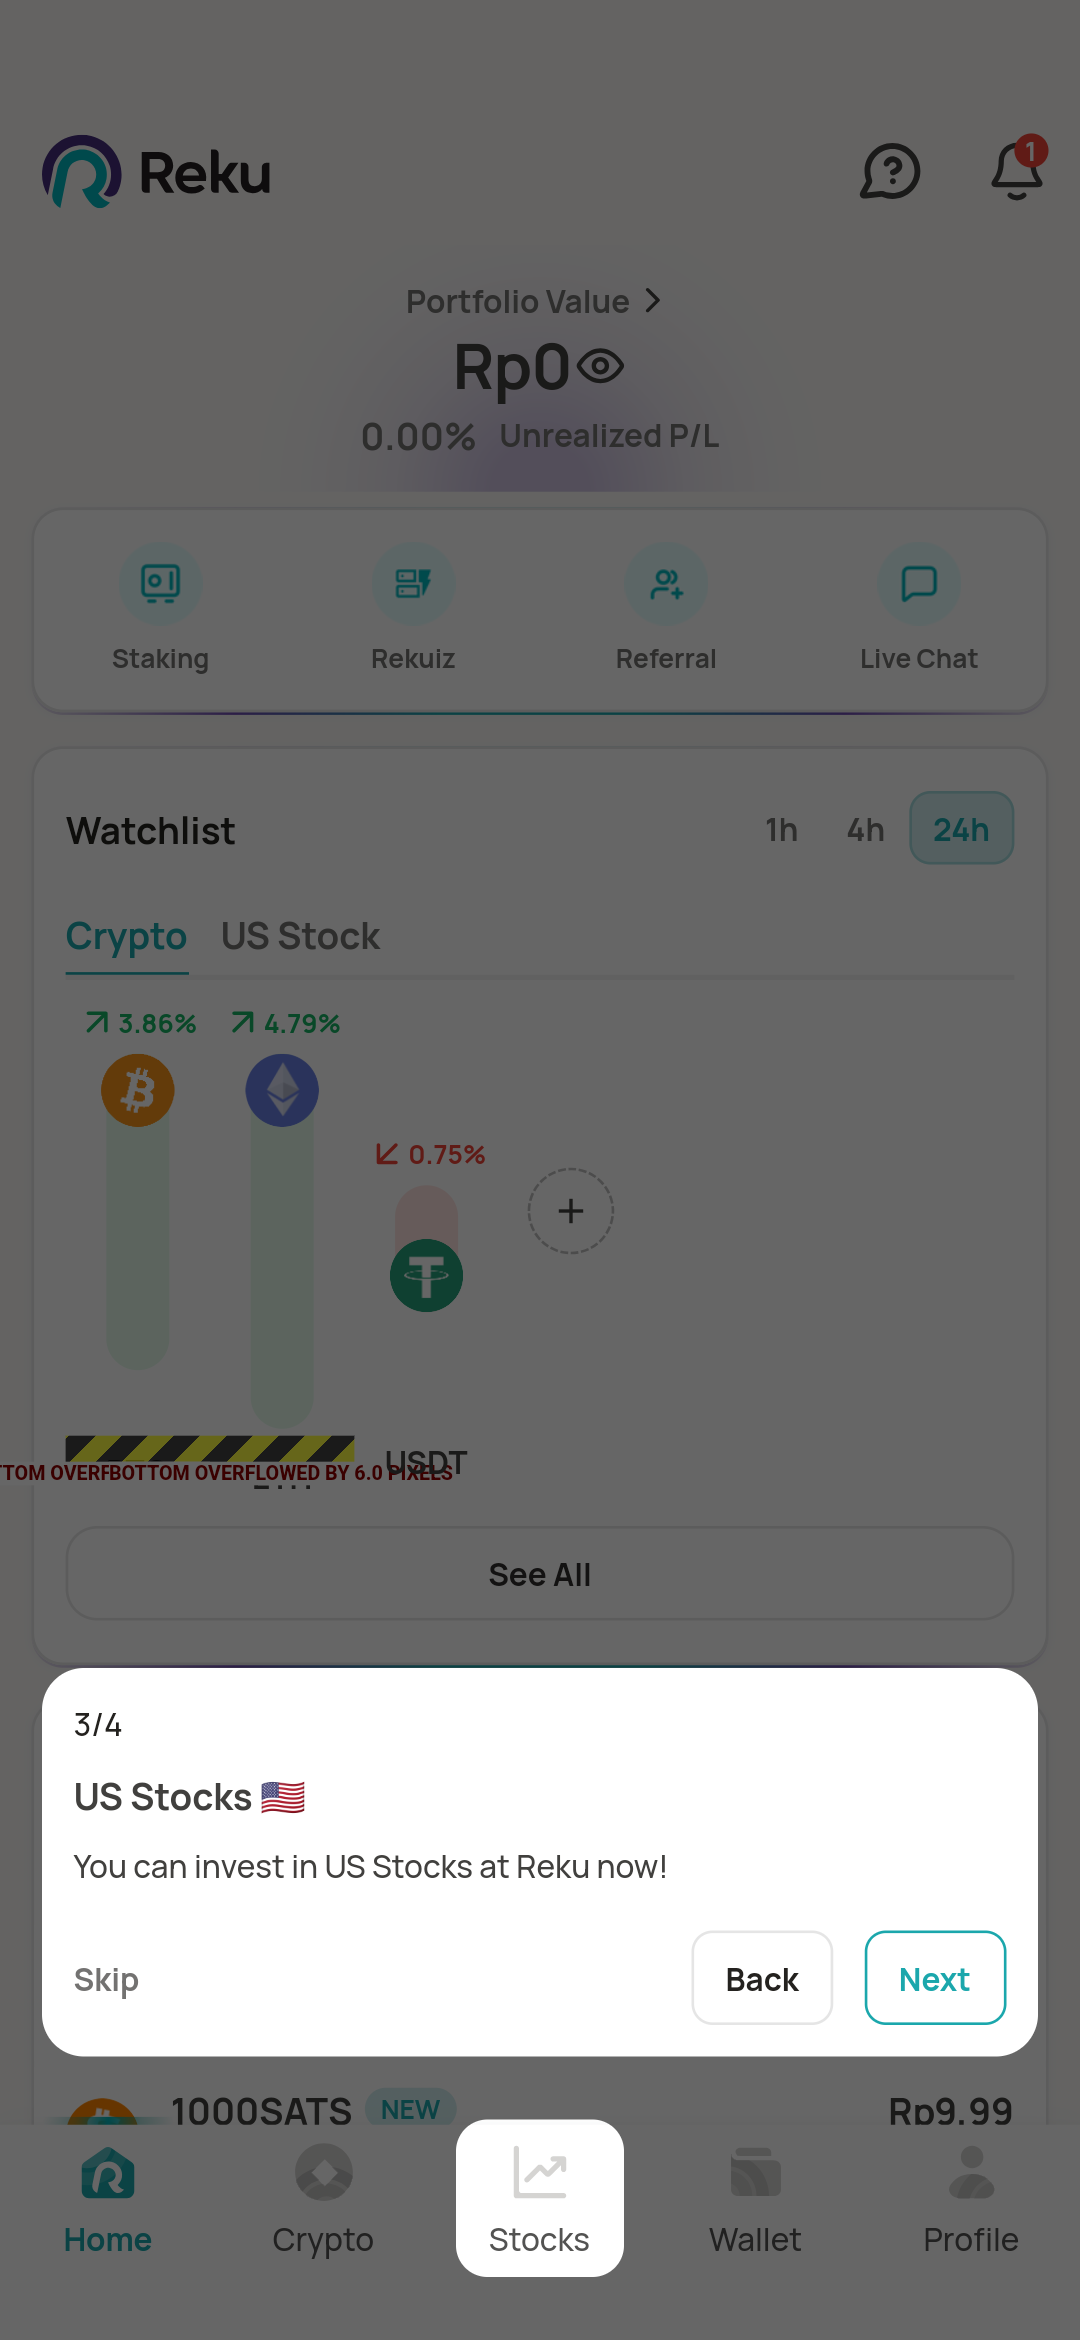 Reku
1
Portfolio Value
Rp0
0.00% Unrealized P/L
Staking Rekuiz Referral Live Chat
Watchlist 1h 4h 24h
Crypto US Stock
3.86% 4.79%
0.75%
USDT
TOM OVERFBOTTOM OVERFLOWED BY 6.0 PIXELS
See All
3/4
US Stocks 🇺🇸
You can invest in US Stocks at Reku now!
Skip Back Next
1000SATS NEW Rp9.99
Home Crypto Stocks Wallet Profile